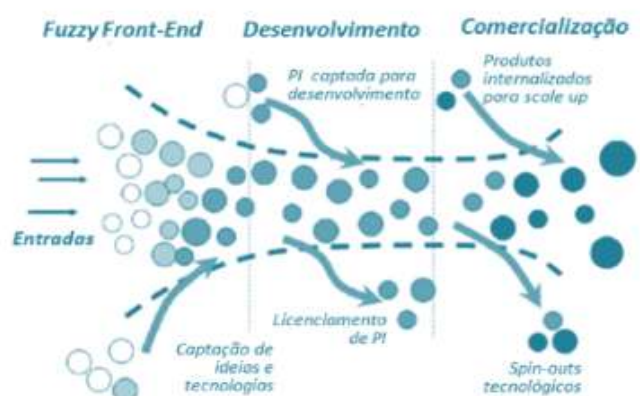 Fuzzy Front-End
Desenvolvimento
Comercialização
PI captada para
desenvolvimento
Produtos
internalizados
para scale up
Entradas
Captação de
ideias e
tecnologias
Licenciamento
de PI
Spin-outs
tecnológicos